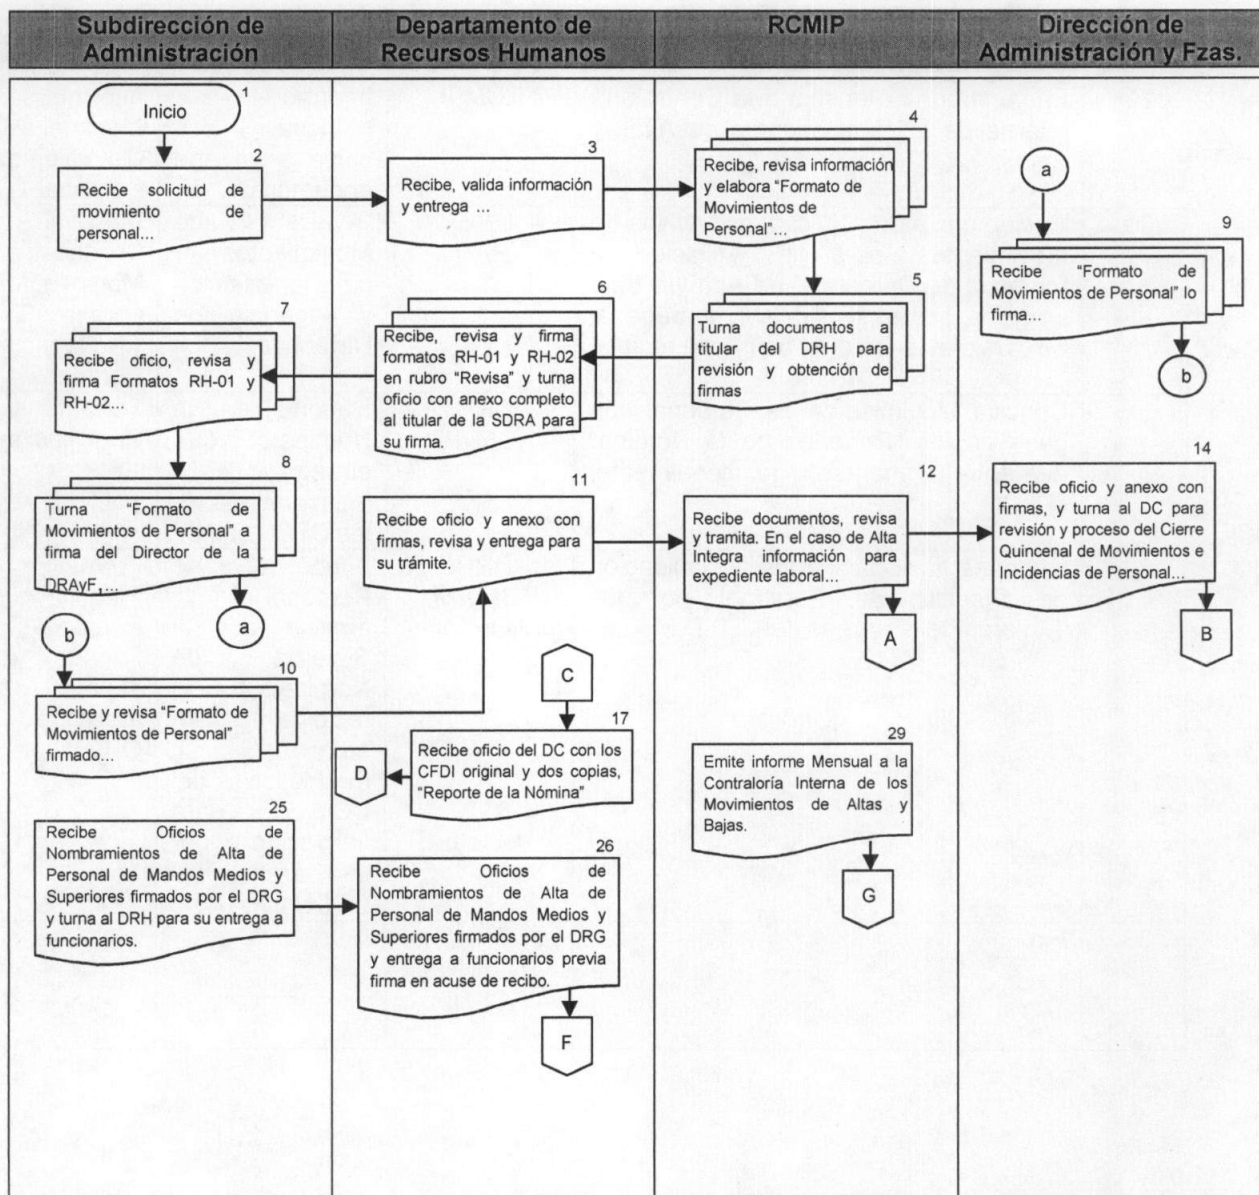 Subdirección de
Administración
Departamento de
Recursos Humanos
RCMIP
Dirección de
Administración y Fzas.
1
Inicio
2
Recibe solicitud de
movimiento de
personal...
3
Recibe, valida información
y entrega ...
4
Recibe, revisa información
y elabora “Formato de
Movimientos de
Personal”...
a
9
Recibe “Formato de
Movimientos de Personal” lo
firma...
b
7
Recibe oficio, revisa y
firma Formatos RH-01 y
RH-02...
6
Recibe, revisa firma
formatos RH-01 y RH-02
en rubro “Revisa” y turna
oficio con anexo completo
al titular de la SDRA para
su firma.
5
Turna documentos a
titular del DRH para
revisión y obtención de
firmas
8
Turna “Formato de
Movimientos de Personal” a
firma del Director de la
DRAyF,...
a
11
Recibe oficio y anexo con
firmas, revisa y entrega para
su trámite.
12
Recibe documentos, revisa
y tramita. En el caso de Alta
integra información a
expediente laboral...
A
14
Recibe oficio y anexo con
firmas, y turna al DC para
revisión y proceso del Cierre
Quincenal de Movimientos e
Incidencias de Personal...
B
b
10
Recibe y revisa “Formato de
Movimientos de Personal”
firmado...
C
17
Recibe oficio del DC con los
CFDI original y dos copias,
“Reporte de la Nómina”
D
29
Emite informe Mensual a la
Contraloría Interna de los
Movimientos de Altas y
Bajas.
G
25
Recibe Oficios de
Nombramientos de Alta de
Personal de Mandos Medios y
Superiores firmados por el DRG
y turna al DRH para su entrega a
funcionarios.
26
Recibe Oficios de
Nombramientos de Alta de
Personal de Mandos Medios y
Superiores firmados por el DRG
y entrega a funcionarios previa
firma en acuse de recibo.
F